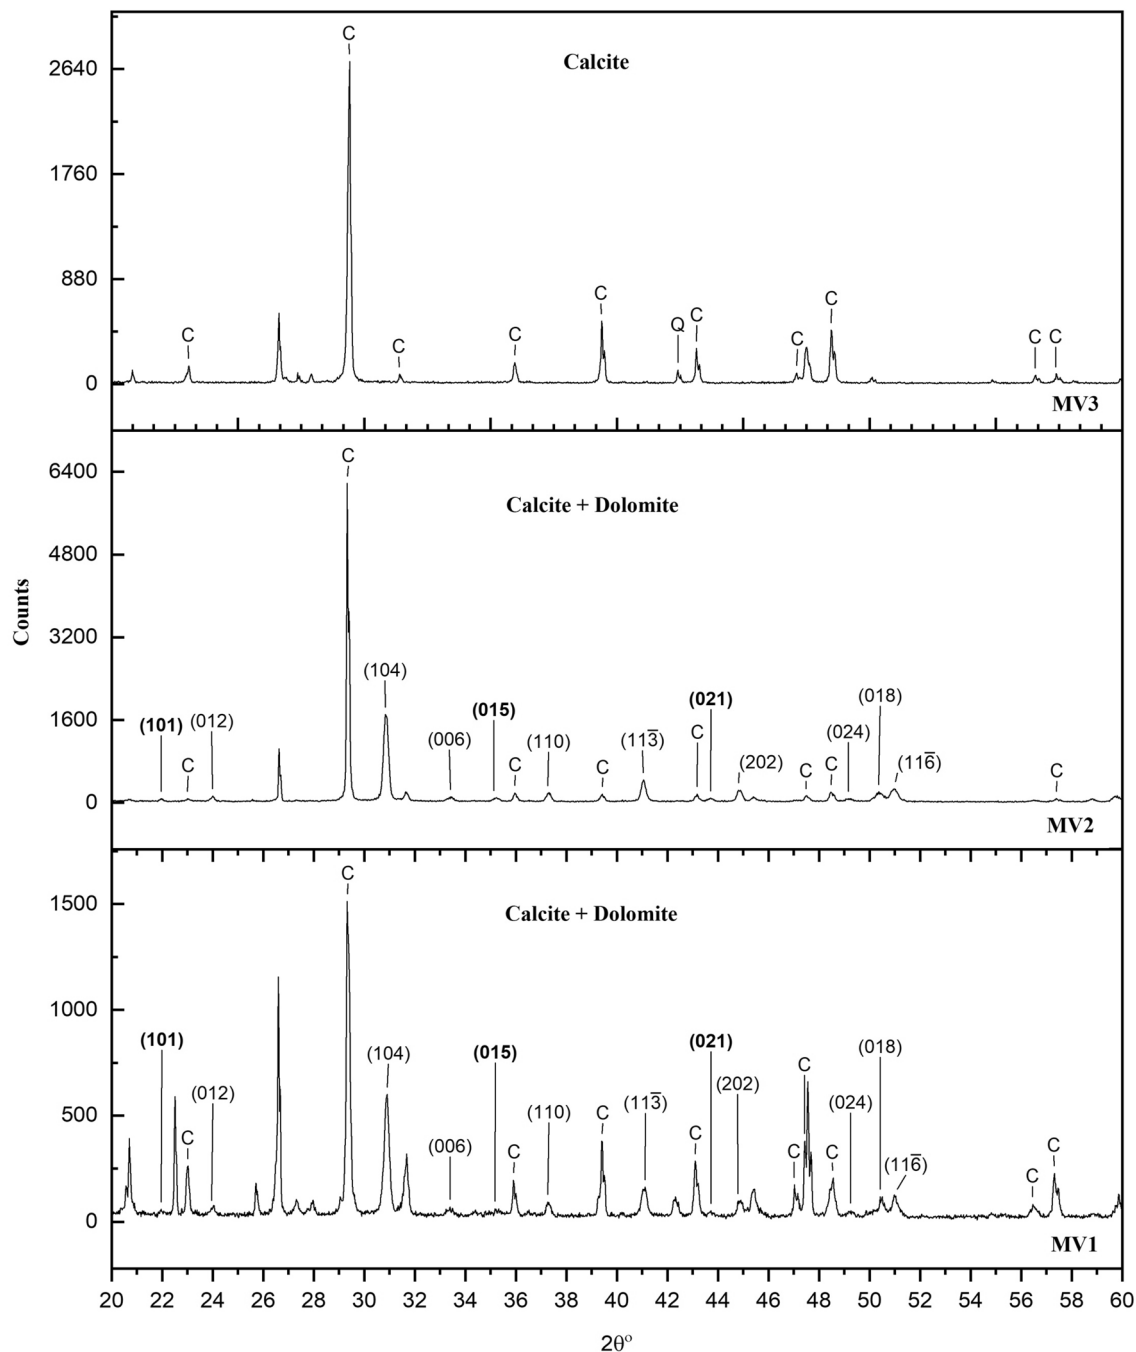 C
Calcite
2640
1760
880
0
C
C
C
C
Q
C
C
C
C
C
MV3
6400
4800
3200
1600
0
C
Calcite + Dolomite
(101)
C
(012)
(104)
(006)
(015)
C
(110)
C
(113̅)
C
(021)
(202)
C
C
(024)
(018)
(116̅)
C
MV2
Counts
1500
1000
500
0
C
Calcite + Dolomite
(101)
C
(012)
(104)
(006)
(015)
C
(110)
C
(113̅)
C
(021)
(202)
C
C
C
(024)
(018)
(116̅)
C
C
MV1
20 22 24 26 28 30 32 34 36 38 40 42 44 46 48 50 52 54 56 58 60
2θº